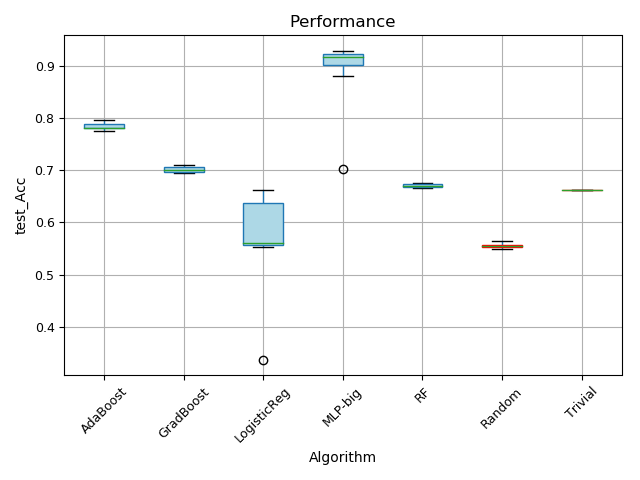 Performance
test_Acc
0.9
0.8
0.7
0.6
0.5
0.4
AdaBoost
GradBoost
LogisticReg
MLP-big
RF
Random
Trivial
Algorithm